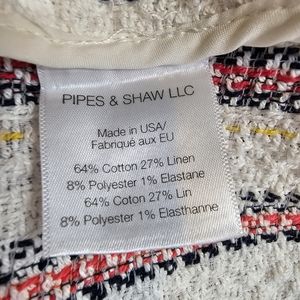 PIPES & SHAW LLC
Made in USA/
Fabriqué aux EU
64% Cotton 27% Linen
8% Polyester 1% Elastane
64% Coton 27% Lin
8% Polyester 1% Elasthanne